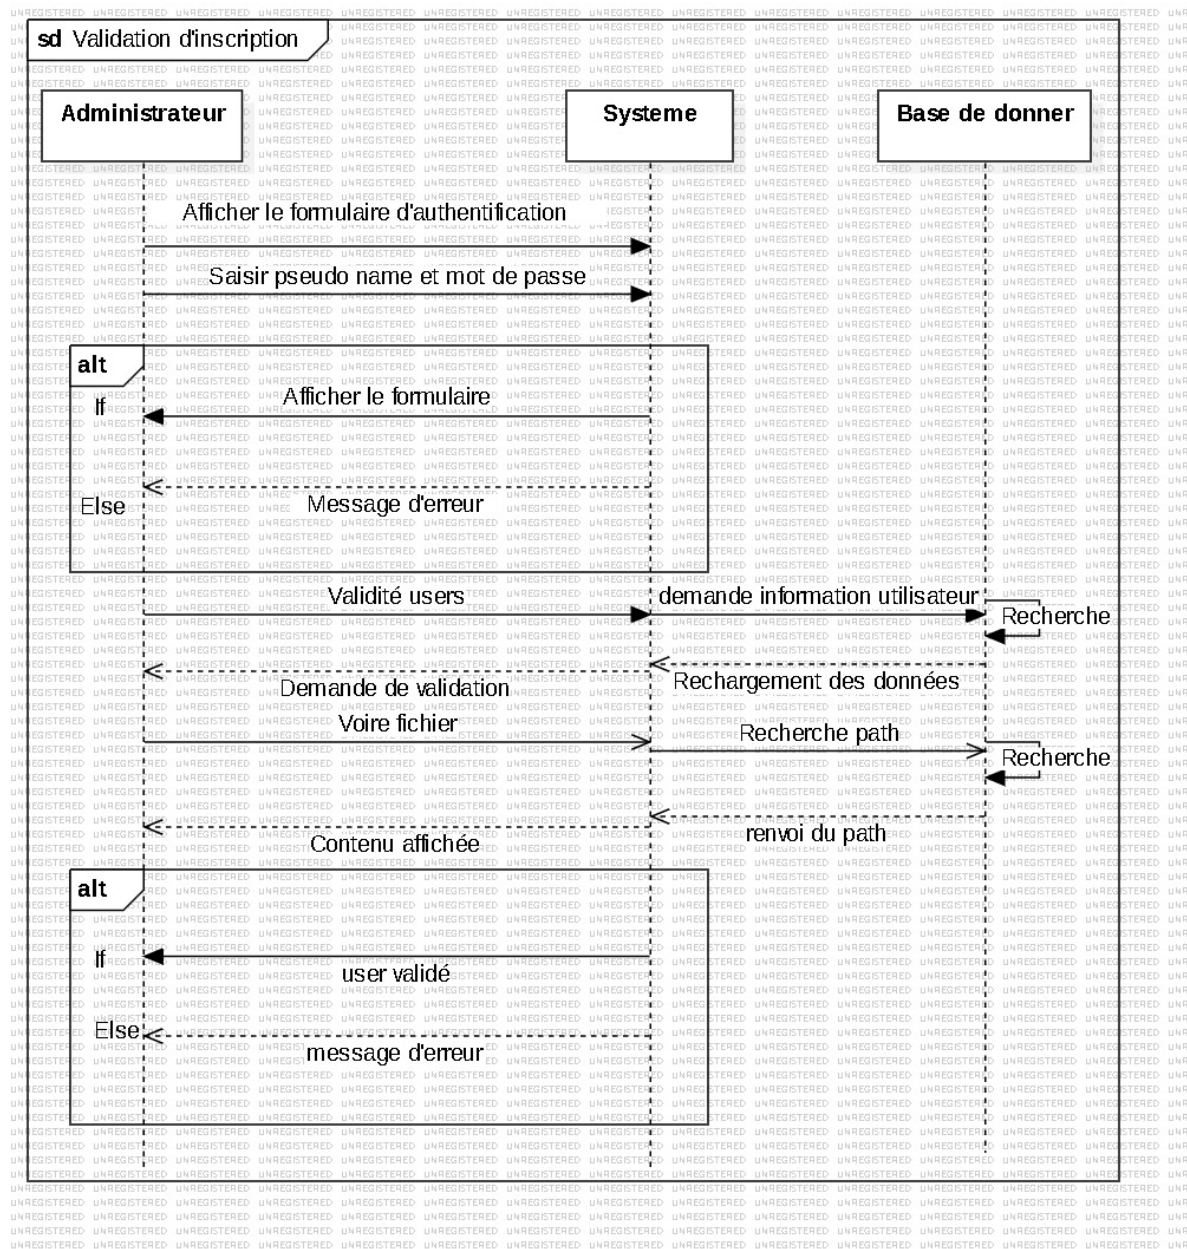 sd Validation d'inscription
Administrateur
Systeme
Base de donner
Afficher le formulaire d'authentification
Saisir pseudo name et mot de passe
alt
If
Afficher le formulaire
Message d'erreur
Else
Validité users
demande information utilisateur
Recherche
Rechargement des données
Demande de validation
Voire fichier
Recherche path
Recherche
renvoi du path
Contenu affichée
alt
If
user validé
Else
message d'erreur
UNREGISTERED